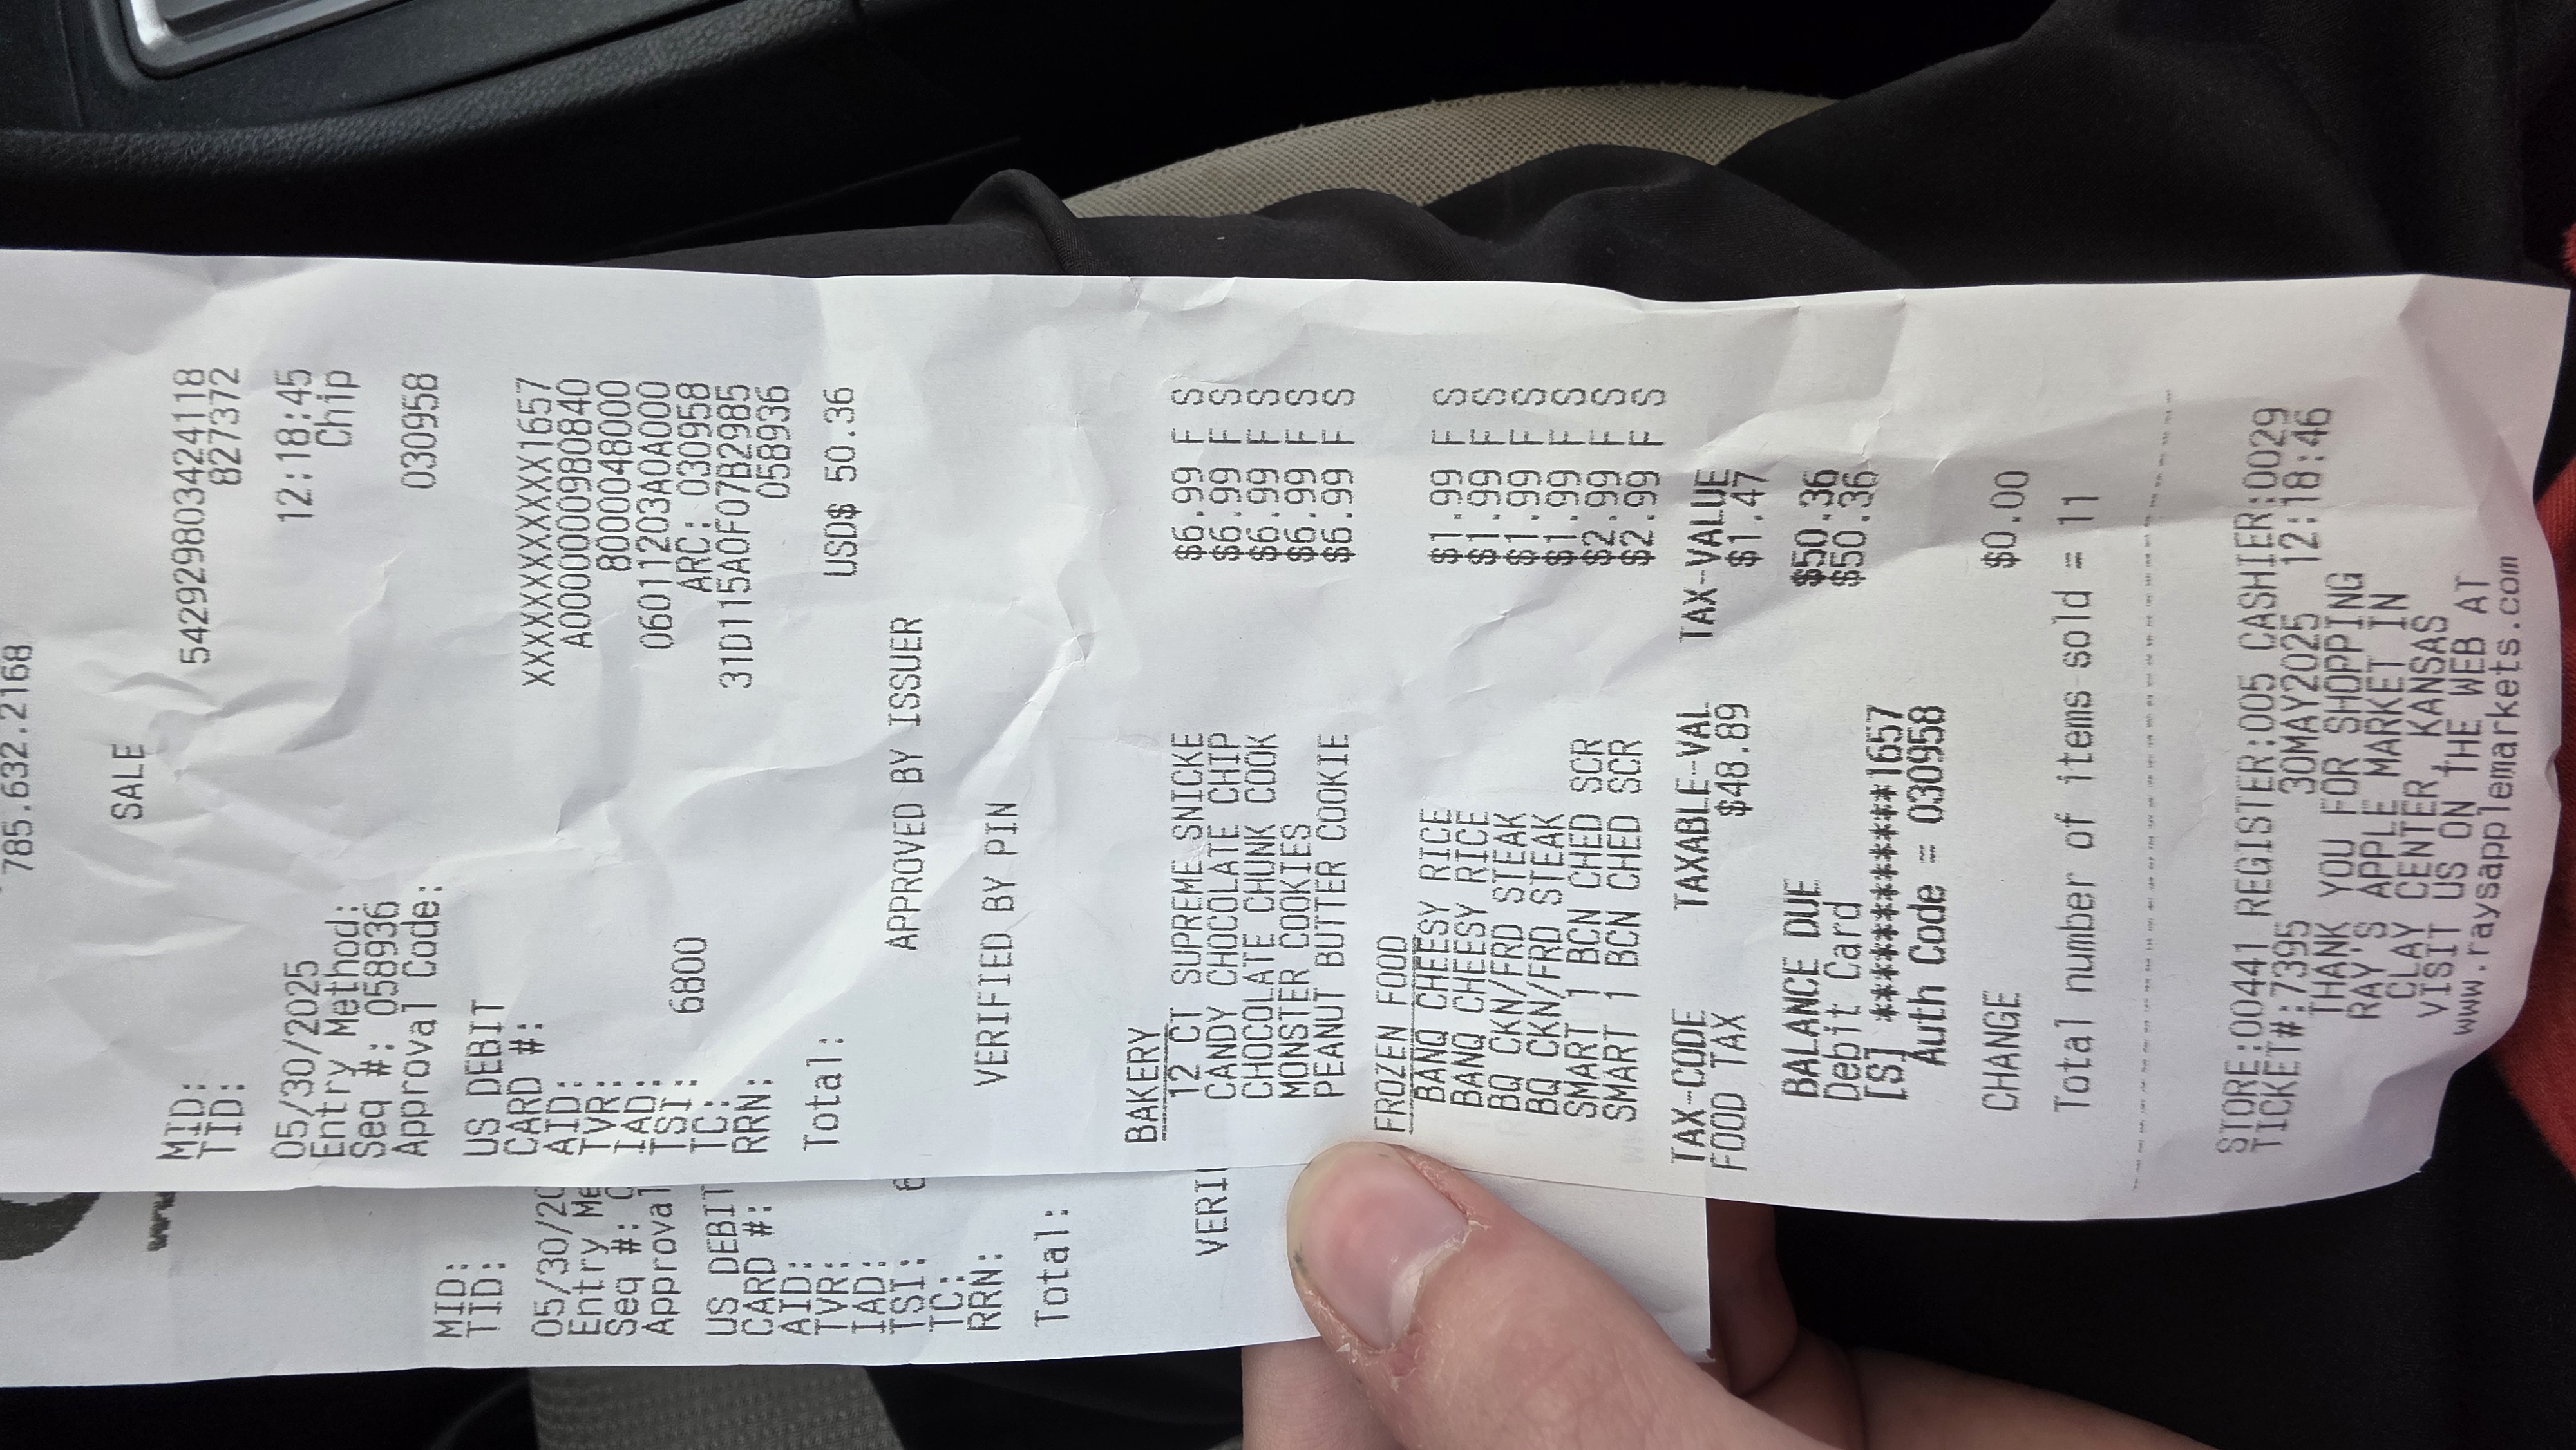 785.632.2168
SALE
MID: 542929803424118
TID: 827372
05/30/2025 12:18:45
Entry Method: Chip
Seq #: 058936
Approval Code: 030958
US DEBIT
CARD #: XXXXXXXXXXXX1657
AID: A0000000980840
TVR: 8000048000
IAD: 06011203A0A000
TSI: 6800 ARC: 030958
TC: 31D115A0F07B2985
RRN: 058936
Total: USD$ 50.36
APPROVED BY ISSUER
VERIFIED BY PIN
BAKERY
12 CT SUPREME SNICKE $6.99 F S
CANDY CHOCOLATE CHIP $6.99 F S
CHOCOLATE CHUNK COOK $6.99 F S
MONSTER COOKIES $6.99 F S
PEANUT BUTTER COOKIE $6.99 F S
FROZEN FOOD
BANQ CHEESY RICE $1.99 F S
BANQ CHEESY RICE $1.99 F S
BQ CKN/FRD STEAK $1.99 F S
BQ CKN/FRD STEAK $1.99 F S
SMART 1 BCN CHED SCR $2.99 F S
SMART 1 BCN CHED SCR $2.99 F S
TAX-CODE TAXABLE-VAL TAX-VALUE
FOOD TAX $48.89 $1.47
BALANCE DUE $50.36
Debit Card $50.36
[S] ************1657
Auth Code = 030958
CHANGE $0.00
Total number of items sold = 11
STORE:00441 REGISTER:005 CASHIER:0029
TICKET#:7395 30MAY2025 12:18:46
THANK YOU FOR SHOPPING
RAY'S APPLE MARKET IN
CLAY CENTER, KANSAS
VISIT US ON THE WEB AT
www.raysapplemarkets.com
MID:
TID:
05/30/20
Entry Me
Seq #: 0
Approval
US DEBIT
CARD #:
AID:
TVR:
IAD:
TSI: 6
TC:
RRN:
Total:
VERI